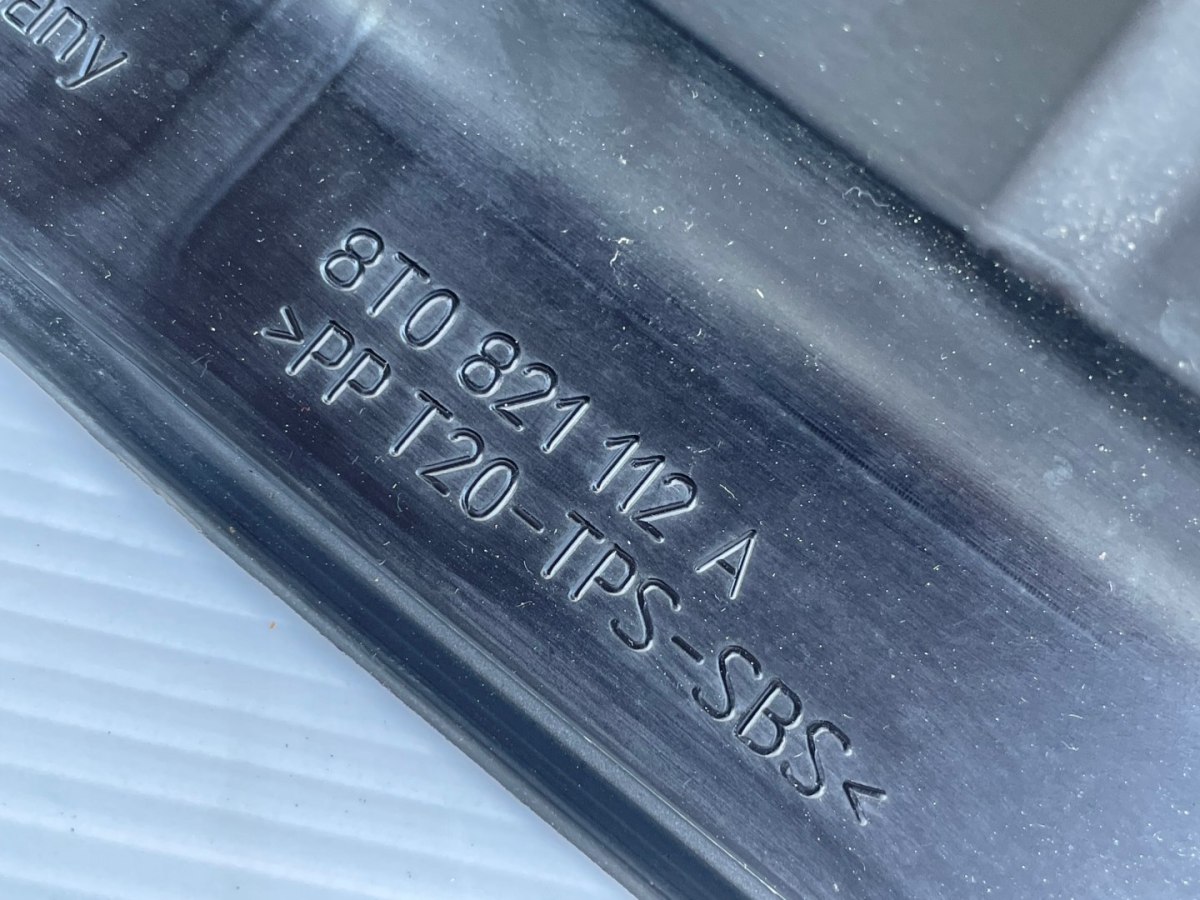 any
8T0 821 112 A
>PP T20-TPS-SBS<